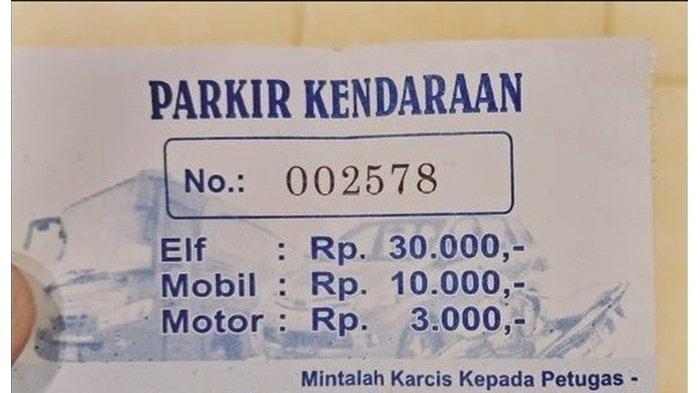 PARKIR KENDARAAN
No.: 002578
Elf : Rp. 30.000,-
Mobil : Rp. 10.000,-
Motor : Rp. 3.000,-
Mintalah Karcis Kepada Petugas -